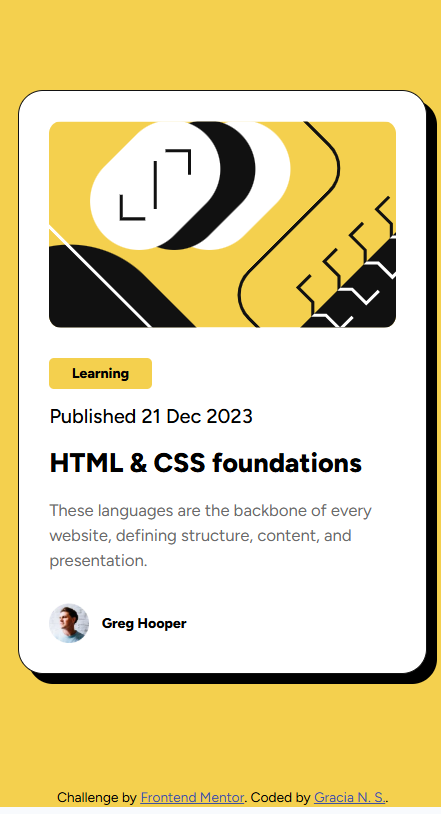 Learning
Published 21 Dec 2023
HTML & CSS foundations
These languages are the backbone of every
website, defining structure, content, and
presentation.
Greg Hooper
Challenge by Frontend Mentor. Coded by Gracia N. S..